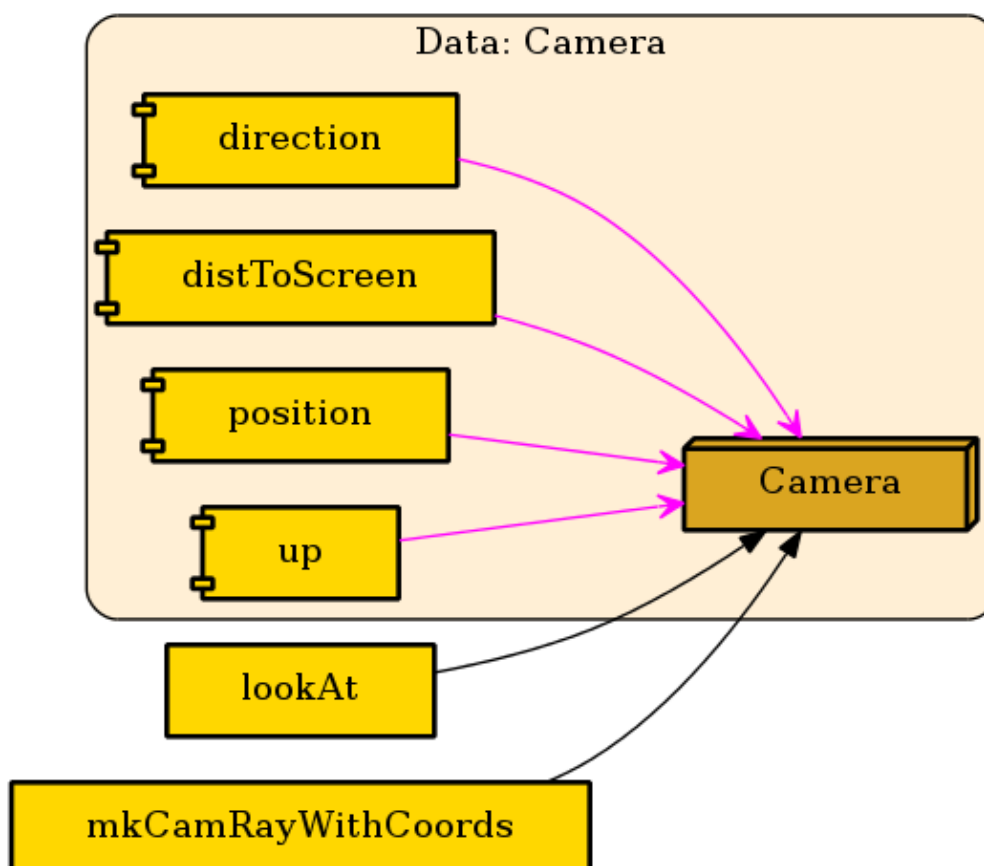 Data: Camera
direction
distToScreen
position
Camera
up
lookAt
mkCamRayWithCoords